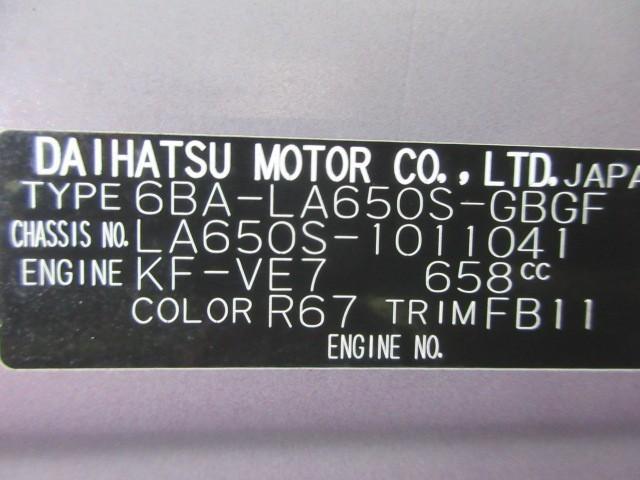 DAIHATSU MOTOR CO., LTD. JAPA
TYPE 6BA-LA650S-GBGF
CHASSIS NO. LA650S-1011041
ENGINE KF-VE7 658cc
COLOR R67 TRIM FB11
ENGINE NO.